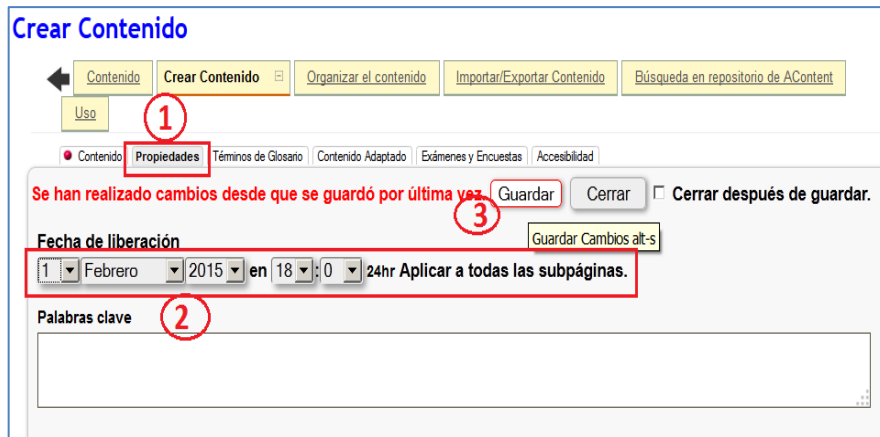 Crear Contenido
Contenido Crear Contenido Organizar el contenido Importar/Exportar Contenido Búsqueda en repositorio de AContent
Uso
1
Contenido Propiedades Términos de Glosario Contenido Adaptado Exámenes y Encuestas Accesibilidad
Se han realizado cambios desde que se guardó por última vez. Guardar Cerrar Cerrar después de guardar.
3
Guardar Cambios alt-s
Fecha de liberación
1 Febrero 2015 en 18 : 0 24hr Aplicar a todas las subpáginas.
2
Palabras clave